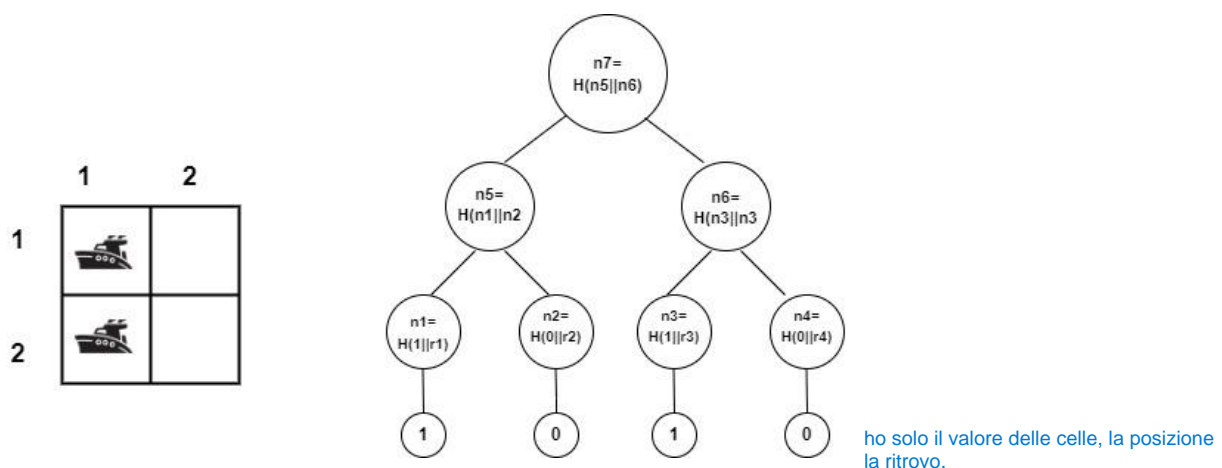 n7=
H(n5||n6)
1 2
n5=
H(n1||n2
n6=
H(n3||n3
1
n1=
H(1||r1)
n2=
H(0||r2)
n3=
H(1||r3)
n4=
H(0||r4)
2
1
0
1
0
ho solo il valore delle celle, la posizione
la ritrovo.